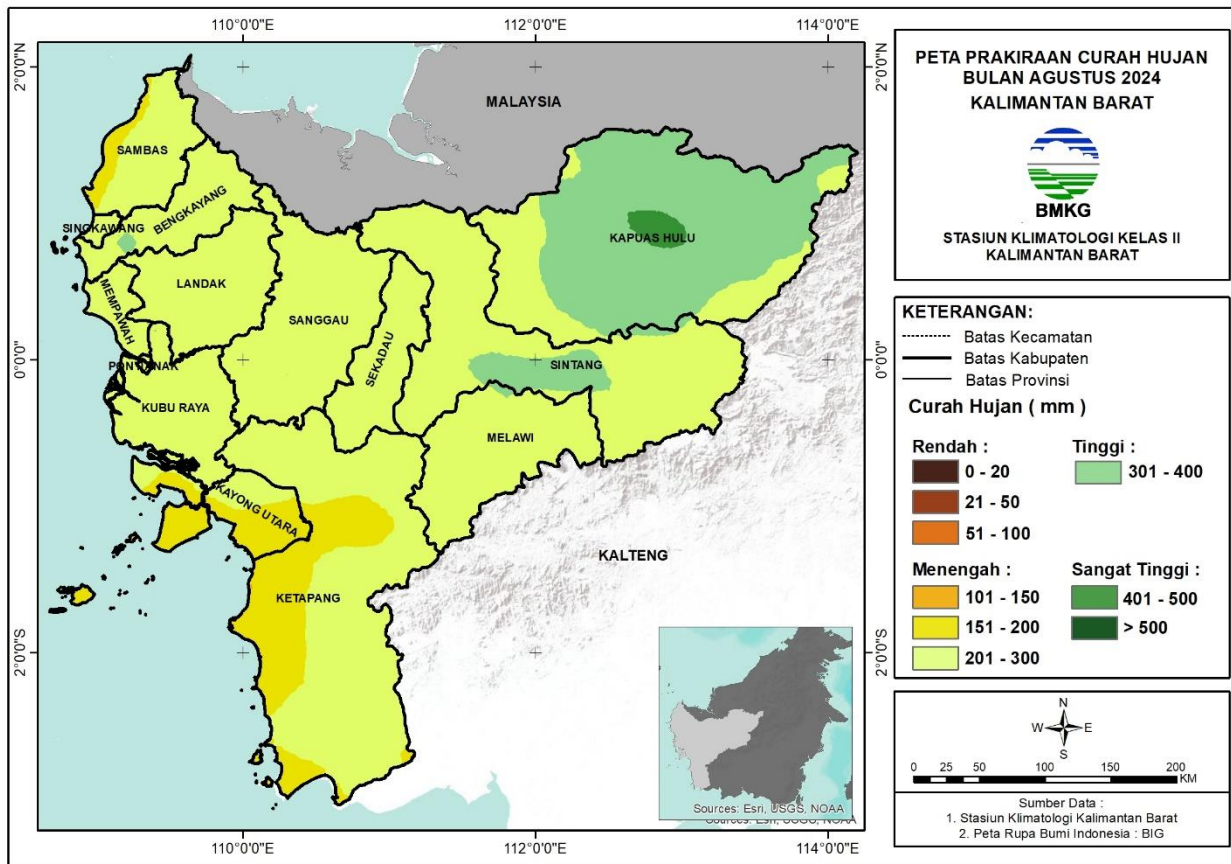 110°0'0"E
112°0'0"E
114°0'0"E
2°0'0"N
2°0'0"N
MALAYSIA
SAMBAS
BENGKAYANG
SINGKAWANG
KAPUAS HULU
LANDAK
MEMPAWAH
SANGGAU
SEKADAU
0°0'0"
0°0'0"
PONTIANAK
SINTANG
KUBU RAYA
MELAWI
KAYONG UTARA
KALTENG
KETAPANG
2°0'0"S
2°0'0"S
Sources: Esri, USGS, NOAA
Sources: Esri, USGS, NOAA
110°0'0"E
112°0'0"E
114°0'0"E
PETA PRAKIRAAN CURAH HUJAN
BULAN AGUSTUS 2024
KALIMANTAN BARAT
BMKG
STASIUN KLIMATOLOGI KELAS II
KALIMANTAN BARAT
KETERANGAN:
Batas Kecamatan
Batas Kabupaten
Batas Provinsi
Curah Hujan ( mm )
Rendah :
0 - 20
21 - 50
51 - 100
Tinggi :
301 - 400
Menengah :
101 - 150
151 - 200
201 - 300
Sangat Tinggi :
401 - 500
> 500
N
W E
S
0 25 50 100 150 200
KM
Sumber Data :
1. Stasiun Klimatologi Kalimantan Barat
2. Peta Rupa Bumi Indonesia : BIG